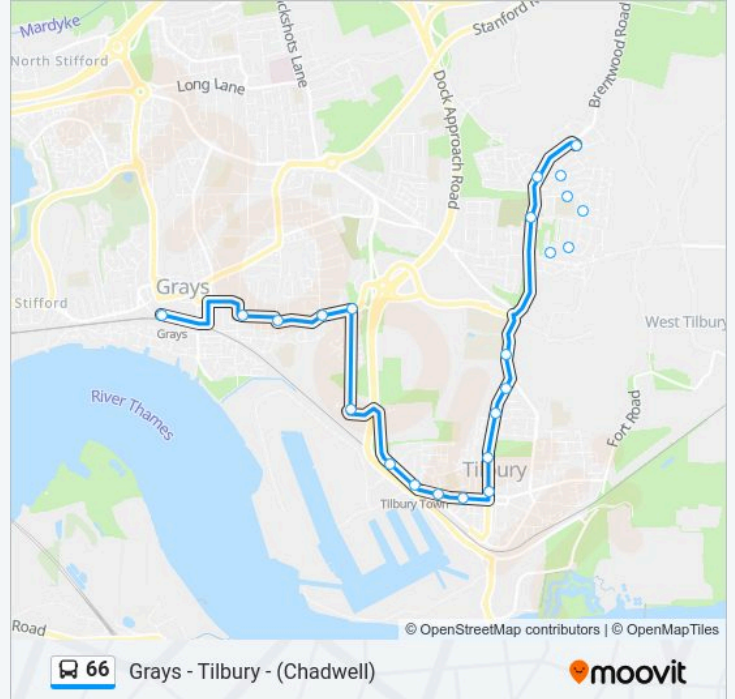 Mardyke
North Stifford
Long Lane
Stanford
Brentwood Road
Dock Approach Road
Grays
Stifford
Grays
West Tilbury
River Thames
Fort Road
Tilbury
Tilbury Town
Road
© OpenStreetMap contributors | © OpenMapTiles
66 Grays - Tilbury - (Chadwell)
moovit